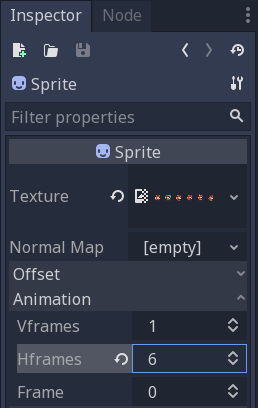 Inspector Node
Sprite
Filter properties
Sprite
Texture
Normal Map [empty]
Offset
Animation
Vframes 1
Hframes 6
Frame 0